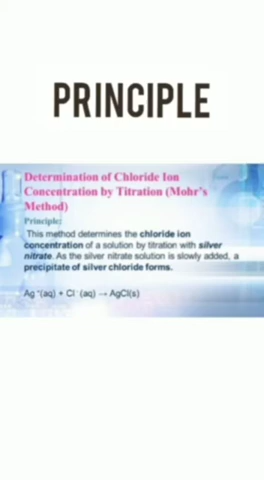 PRINCIPLE
Determination of Chloride Ion
Concentration by Titration (Mohr's
Method)
Principle:
This method determines the chloride ion
concentration of a solution by titration with silver
nitrate. As the silver nitrate solution is slowly added, a
precipitate of silver chloride forms.
Ag⁺(aq) + Cl⁻(aq) → AgCl(s)